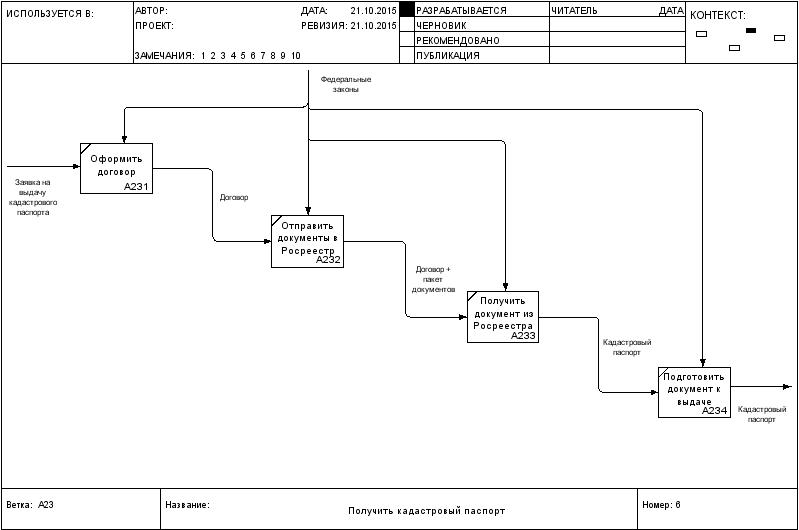 ИСПОЛЬЗУЕТСЯ В:
АВТОР:
ДАТА: 21.10.2015
РАЗРАБАТЫВАЕТСЯ
ЧИТАТЕЛЬ
ДАТА
КОНТЕКСТ:
ПРОЕКТ:
РЕВИЗИЯ: 21.10.2015
ЧЕРНОВИК
РЕКОМЕНДОВАНО
ЗАМЕЧАНИЯ: 1 2 3 4 5 6 7 8 9 10
ПУБЛИКАЦИЯ
Федеральные
законы
Оформить
договор
A231
Заявка на
выдачу
кадастрового
паспорта
Договор
Отправить
документы в
Росреестр
A232
Договор +
пакет
документов
Получить
документ из
Росреестра
A233
Кадастровый
паспорт
Подготовить
документ к
выдаче
A234
Кадастровый
паспорт
Ветка: A23
Название:
Получить кадастровый паспорт
Номер: 6